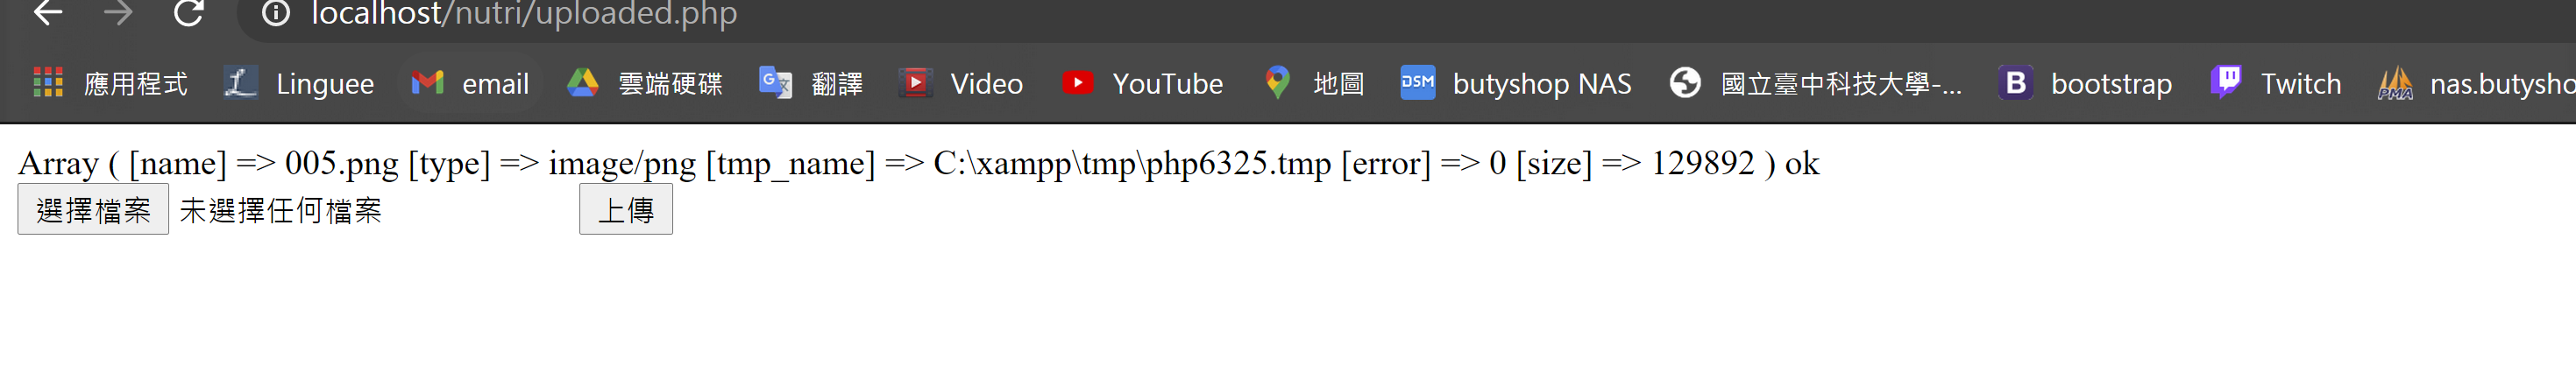 localhost/nutri/uploaded.php
應用程式 Linguee email 雲端硬碟 翻譯 Video YouTube 地圖 DSM butyshop NAS 國立臺中科技大學-... B bootstrap Twitch PMA nas.butysho
Array ( [name] => 005.png [type] => image/png [tmp_name] => C:\xampp\tmp\php6325.tmp [error] => 0 [size] => 129892 ) ok
選擇檔案 未選擇任何檔案 上傳